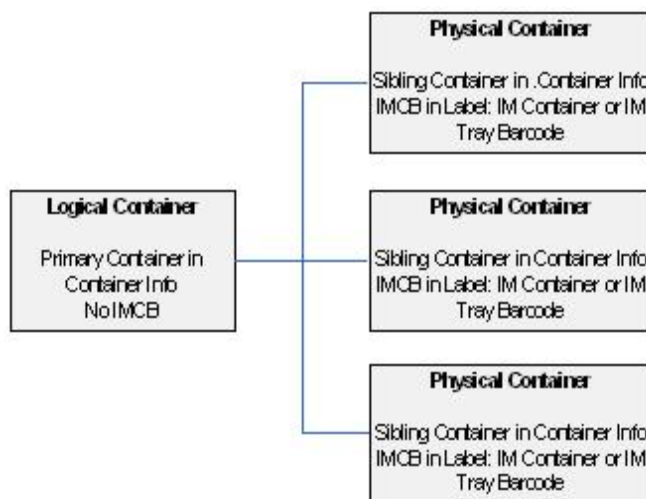 Physical Container
Sibling Container in .Container Info
IMCB in Label: IM Container or IM
Tray Barcode
Logical Container
Primary Container in
Container Info
No IMCB
Physical Container
Sibling Container in Container Info
IMCB in Label: IM Container or IM
Tray Barcode
Physical Container
Sibling Container in Container Info
IMCB in Label: IM Container or IM
Tray Barcode